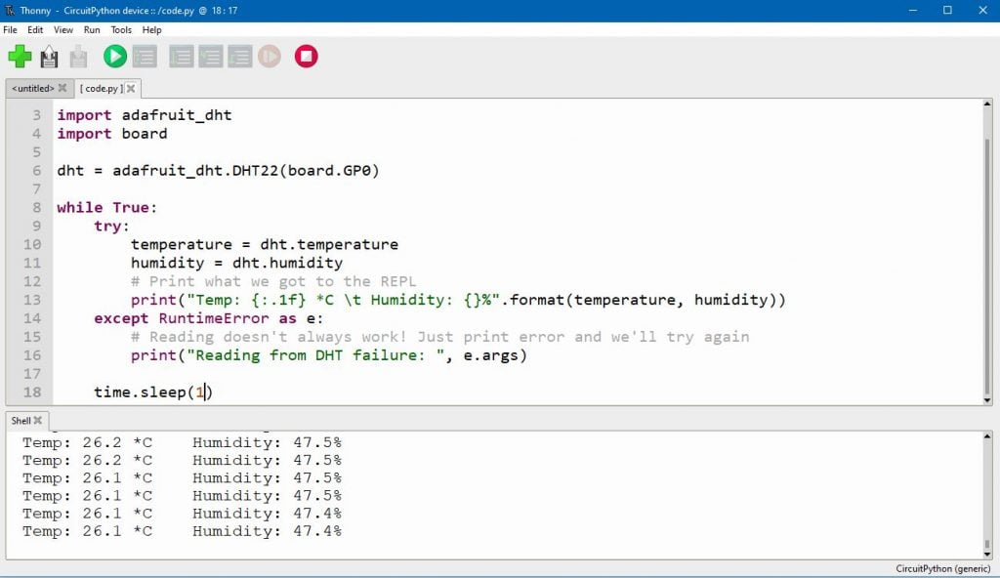 Thonny - CircuitPython device :: /code.py @ 18 : 17
File Edit View Run Tools Help
<untitled> [ code.py ]
3 import adafruit_dht
4 import board
5
6 dht = adafruit_dht.DHT22(board.GP0)
7
8 while True:
9     try:
10         temperature = dht.temperature
11         humidity = dht.humidity
12         # Print what we got to the REPL
13         print("Temp: {:.1f} *C \t Humidity: {}%".format(temperature, humidity))
14     except RuntimeError as e:
15         # Reading doesn't always work! Just print error and we'll try again
16         print("Reading from DHT failure: ", e.args)
17
18     time.sleep(1)
Shell
Temp: 26.2 *C    Humidity: 47.5%
Temp: 26.2 *C    Humidity: 47.5%
Temp: 26.1 *C    Humidity: 47.5%
Temp: 26.1 *C    Humidity: 47.5%
Temp: 26.1 *C    Humidity: 47.4%
Temp: 26.1 *C    Humidity: 47.4%
CircuitPython (generic)